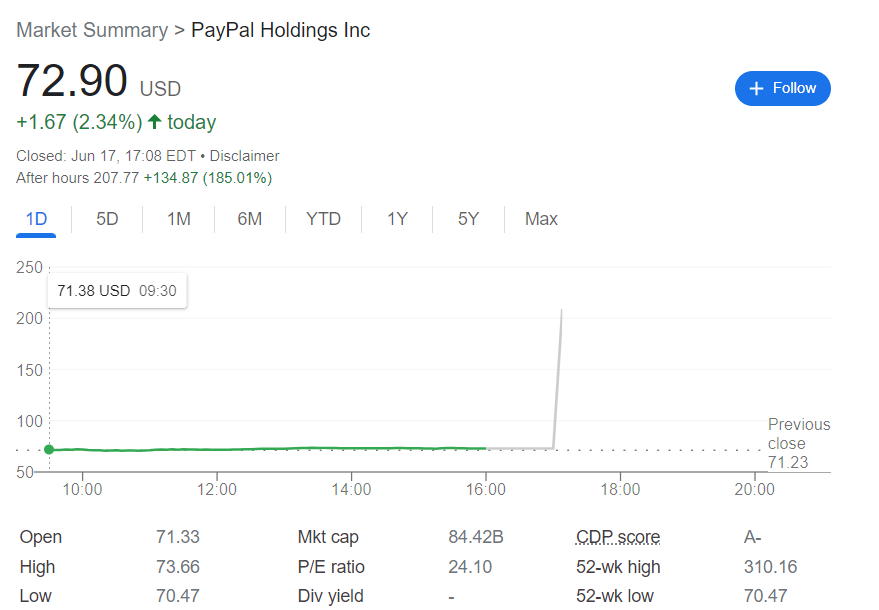 Market Summary > PayPal Holdings Inc
72.90 USD
+ Follow
+1.67 (2.34%) ↑ today
Closed: Jun 17, 17:08 EDT • Disclaimer
After hours 207.77 +134.87 (185.01%)
1D 5D 1M 6M YTD 1Y 5Y Max
250
71.38 USD 09:30
200
150
100
Previous
close
71.23
50
10:00 12:00 14:00 16:00 18:00 20:00
Open 71.33 Mkt cap 84.42B CDP score A-
High 73.66 P/E ratio 24.10 52-wk high 310.16
Low 70.47 Div yield - 52-wk low 70.47